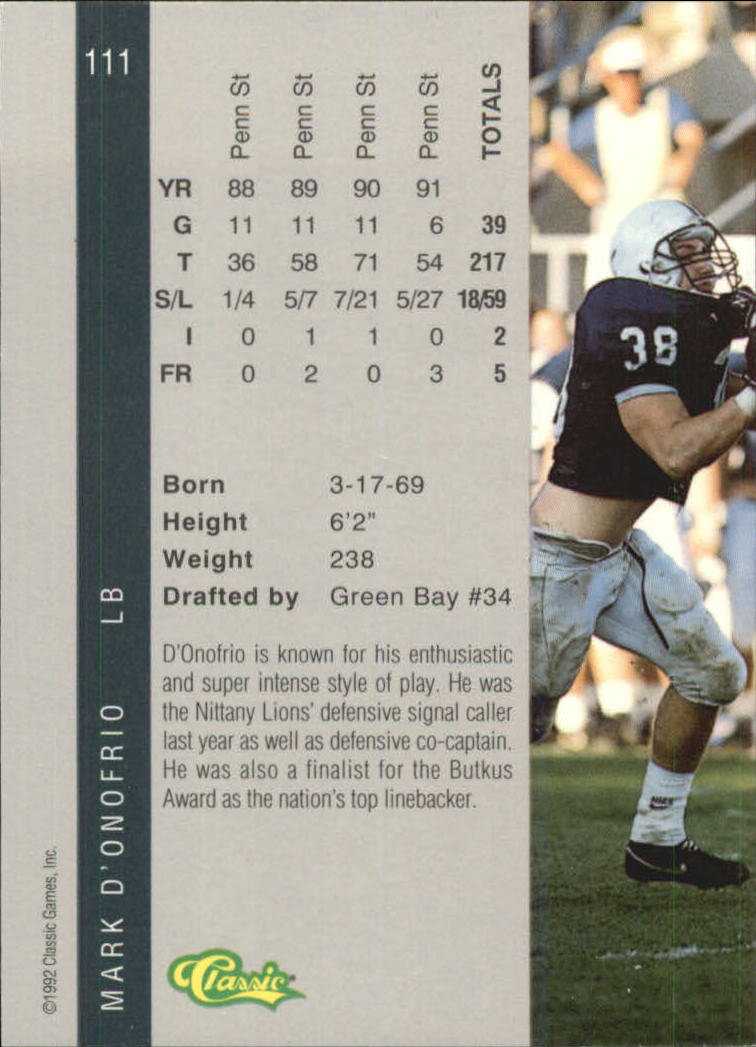 111
Penn St Penn St Penn St Penn St TOTALS
YR 88 89 90 91
G 11 11 11 6 39
T 36 58 71 54 217
S/L 1/4 5/7 7/21 5/27 18/59
I 0 1 1 0 2
FR 0 2 0 3 5
Born 3-17-69
Height 6'2"
Weight 238
Drafted by Green Bay #34
D'Onofrio is known for his enthusiastic
and super intense style of play. He was
the Nittany Lions' defensive signal caller
last year as well as defensive co-captain.
He was also a finalist for the Butkus
Award as the nation's top linebacker.
Classic
MARK D'ONOFRIO LB
©1992 Classic Games, Inc.
38